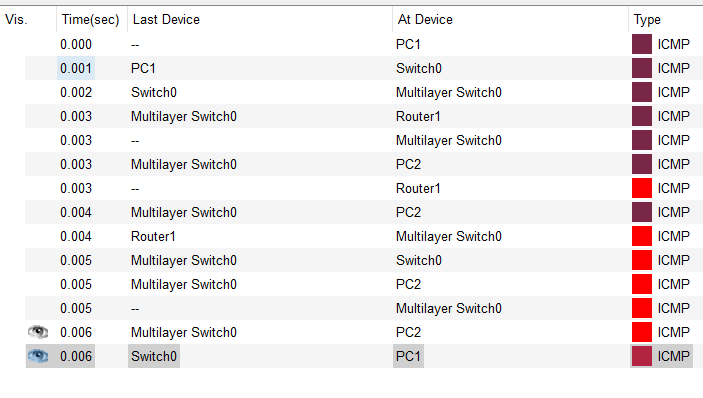 Vis. Time(sec) Last Device At Device Type
0.000 -- PC1 ICMP
0.001 PC1 Switch0 ICMP
0.002 Switch0 Multilayer Switch0 ICMP
0.003 Multilayer Switch0 Router1 ICMP
0.003 -- Multilayer Switch0 ICMP
0.003 Multilayer Switch0 PC2 ICMP
0.003 -- Router1 ICMP
0.004 Multilayer Switch0 PC2 ICMP
0.004 Router1 Multilayer Switch0 ICMP
0.005 Multilayer Switch0 Switch0 ICMP
0.005 Multilayer Switch0 PC2 ICMP
0.005 -- Multilayer Switch0 ICMP
0.006 Multilayer Switch0 PC2 ICMP
0.006 Switch0 PC1 ICMP